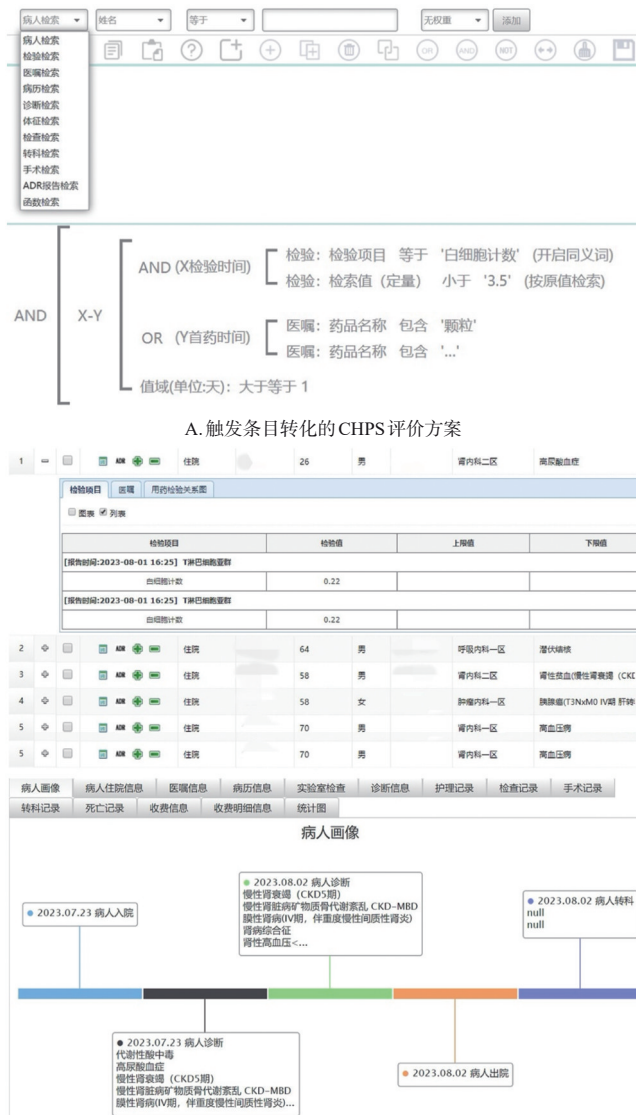 病人检索 姓名 等于 无权重 添加
病人检索
检验检索
医嘱检索
病历检索
诊断检索
体征检索
检查检索
转科检索
手术检索
ADR报告检索
函数检索
OR AND NOT
AND X-Y AND (X检验时间) 检验：检验项目 等于 '白细胞计数' (开启同义词)
检验：检索值（定量） 小于 '3.5' (按原值检索)
OR (Y首药时间) 医嘱：药品名称 包含 '颗粒'
医嘱：药品名称 包含 '...'
值域(单位:天)：大于等于 1
A.触发条目转化的CHPS评价方案
1 ADR 住院 26 男 肾内科二区 高尿酸血症
检验项目 医嘱 用药检验关系图
图表 列表
检验项目 检验值 上限值 下限值
[报告时间:2023-08-01 16:25] T淋巴细胞亚群
白细胞计数 0.22
[报告时间:2023-08-01 16:25] T淋巴细胞亚群
白细胞计数 0.22
2 ADR 住院 64 男 呼吸内科一区 潜伏结核
3 ADR 住院 58 男 肾内科二区 肾性贫血(慢性肾衰竭（CKD
4 ADR 住院 58 女 肿瘤内科一区 胰腺癌(T3NxM0 IV期 肝转
5 ADR 住院 70 男 肾内科一区 高血压病
5 ADR 住院 70 男 肾内科一区 高血压病
病人画像 病人住院信息 医嘱信息 病历信息 实验室检查 诊断信息 护理记录 检查记录 手术记录
转科记录 死亡记录 收费信息 收费明细信息 统计图
病人画像
2023.07.23 病人入院
2023.08.02 病人诊断
慢性肾衰竭（CKD5期）
慢性肾脏病矿物质骨代谢紊乱 CKD-MBD
膜性肾病(IV期，伴重度慢性间质性肾炎)
肾病综合征
肾性高血压<...
2023.08.02 病人转科
null
null
2023.07.23 病人诊断
代谢性酸中毒
高尿酸血症
慢性肾衰竭（CKD5期）
慢性肾脏病矿物质骨代谢紊乱 CKD-MBD
膜性肾病(IV期，伴重度慢性间质性肾炎)...
2023.08.02 病人出院